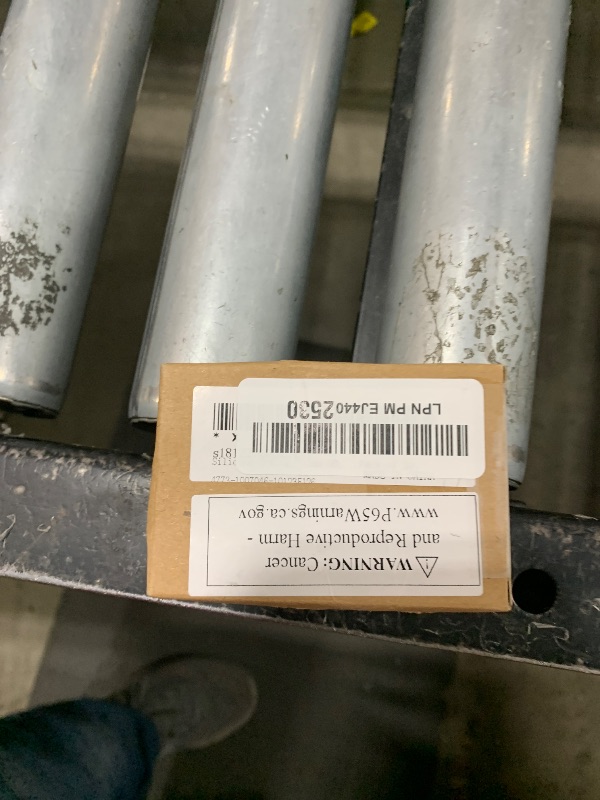 ⚠ WARNING: Cancer
and Reproductive Harm -
www.P65Warnings.ca.gov
LPN PM EJ4402530